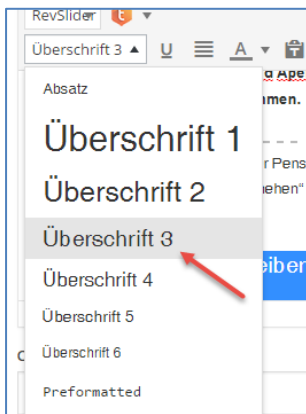 RevSlider
Überschrift 3
U
A
Absatz
Überschrift 1
Überschrift 2
Überschrift 3
Überschrift 4
Überschrift 5
Überschrift 6
Preformatted